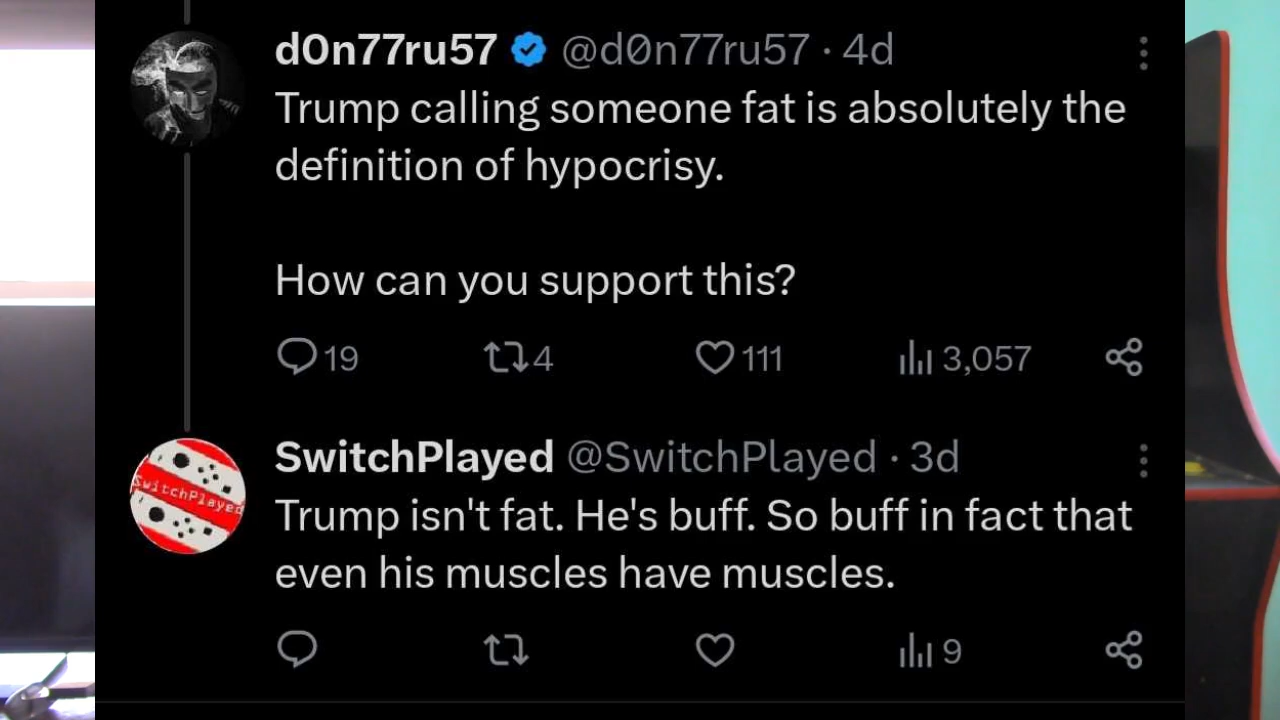 d0n77ru57 @d0n77ru57 · 4d
Trump calling someone fat is absolutely the
definition of hypocrisy.
How can you support this?
19 4 111 3,057
SwitchPlayed @SwitchPlayed · 3d
SwitchPlayed
Trump isn't fat. He's buff. So buff in fact that
even his muscles have muscles.
9